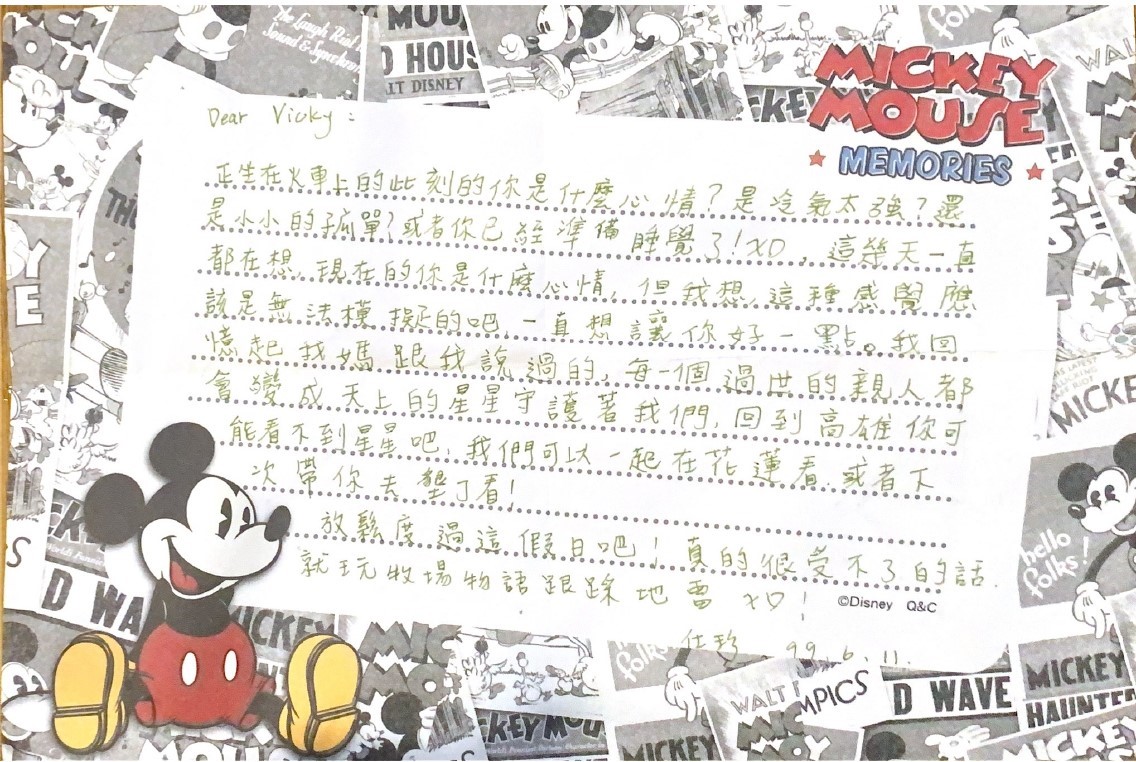 the Laugh Riot
Sound & Synchron
MOU
D HOUS
LT DISNEY
folks
WAL
MICKEY
MOUSE
MEMORIES
Dear Vicky：
正坐在火車上的此刻的你是什麼心情？是冷氣太強？還
是小小的孤單？或者你已經準備睡覺了！XD，這幾天一直
都在想，現在的你是什麼心情，但我想，這種感覺應
該是無法模擬的吧，一直想讓你好一點。我回
憶起我媽跟我說過的，每一個過世的親人都
會變成天上的星星守護著我們，回到高雄你可
能看不到星星吧，我們可以一起在花蓮看，或者下
次帶你去墾丁看！
放鬆度過這假日吧！真的很受不了的話，
就玩牧場物語跟踩地雷 XD！
©Disney Q&C
99.6.11.
MICKE
hello
folks!
D WA
MICKEY
WALT
MPICS
D WAVE
MICKEY
HAUNTE